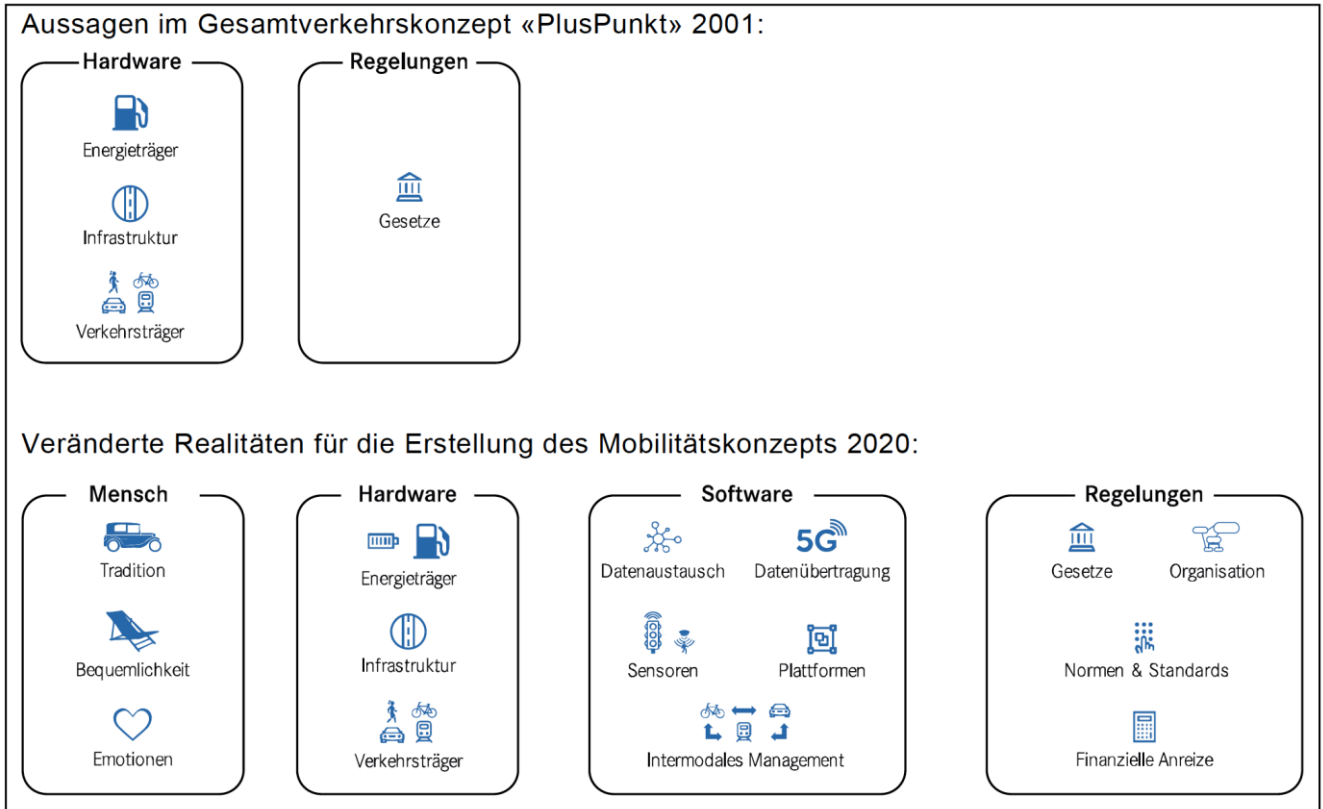 Aussagen im Gesamtverkehrskonzept «PlusPunkt» 2001:
Hardware
Energieträger
Infrastruktur
Verkehrsträger
Regelungen
Gesetze
Veränderte Realitäten für die Erstellung des Mobilitätskonzepts 2020:
Mensch
Tradition
Bequemlichkeit
Emotionen
Hardware
Energieträger
Infrastruktur
Verkehrsträger
Software
Datenaustausch
5G
Datenübertragung
Sensoren
Plattformen
Intermodales Management
Regelungen
Gesetze
Organisation
Normen & Standards
Finanzielle Anreize